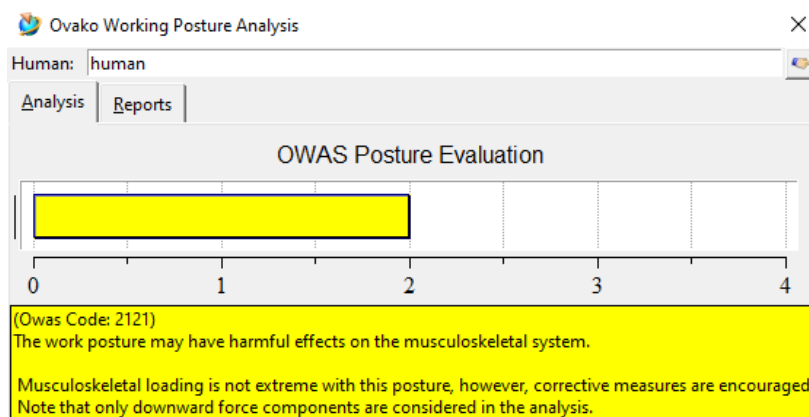 Ovako Working Posture Analysis
Human: human
Analysis Reports
OWAS Posture Evaluation
0 1 2 3 4
(Owas Code: 2121)
The work posture may have harmful effects on the musculoskeletal system.
Musculoskeletal loading is not extreme with this posture, however, corrective measures are encouraged
Note that only downward force components are considered in the analysis.